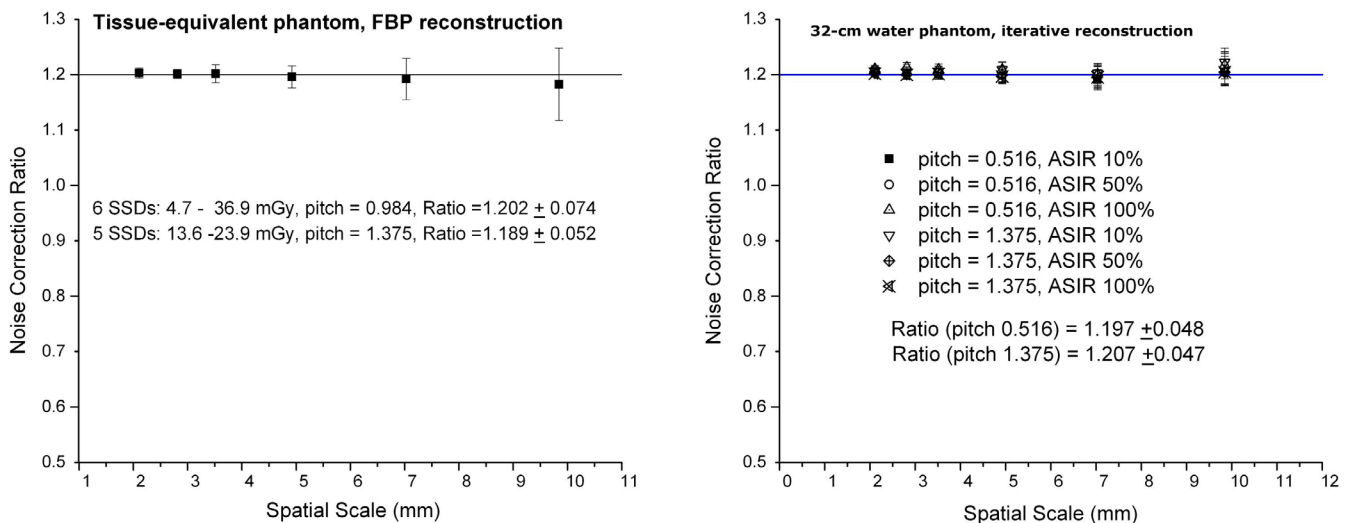 Tissue-equivalent phantom, FBP reconstruction
Noise Correction Ratio
1.3
1.2
1.1
1.0
0.9
0.8
0.7
0.6
0.5
6 SSDs: 4.7 - 36.9 mGy, pitch = 0.984, Ratio =1.202 ± 0.074
5 SSDs: 13.6 -23.9 mGy, pitch = 1.375, Ratio =1.189 ± 0.052
1 2 3 4 5 6 7 8 9 10 11
Spatial Scale (mm)
32-cm water phantom, iterative reconstruction
Noise Correction Ratio
1.3
1.2
1.1
1.0
0.9
0.8
0.7
0.6
0.5
pitch = 0.516, ASIR 10%
pitch = 0.516, ASIR 50%
pitch = 0.516, ASIR 100%
pitch = 1.375, ASIR 10%
pitch = 1.375, ASIR 50%
pitch = 1.375, ASIR 100%
Ratio (pitch 0.516) = 1.197 ±0.048
Ratio (pitch 1.375) = 1.207 ±0.047
0 1 2 3 4 5 6 7 8 9 10 11 12
Spatial Scale (mm)